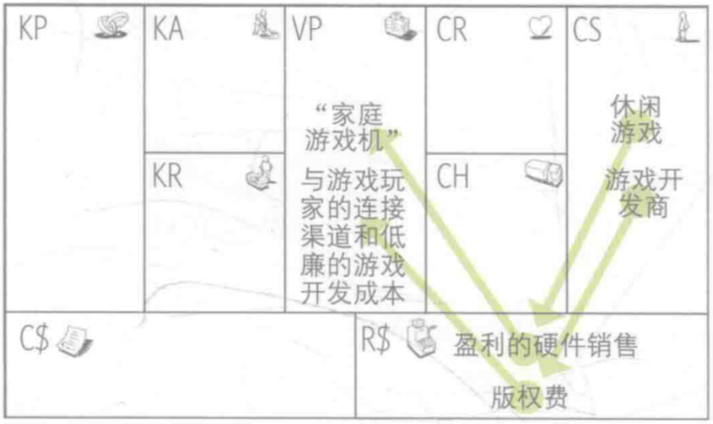 KP
KA
VP
CR
CS
“家庭
游戏机”
与游戏玩
家的连接
渠道和低
廉的游戏
开发成本
休闲
游戏
游戏开
发商
KR
CH
C$
R$
盈利的硬件销售
版权费